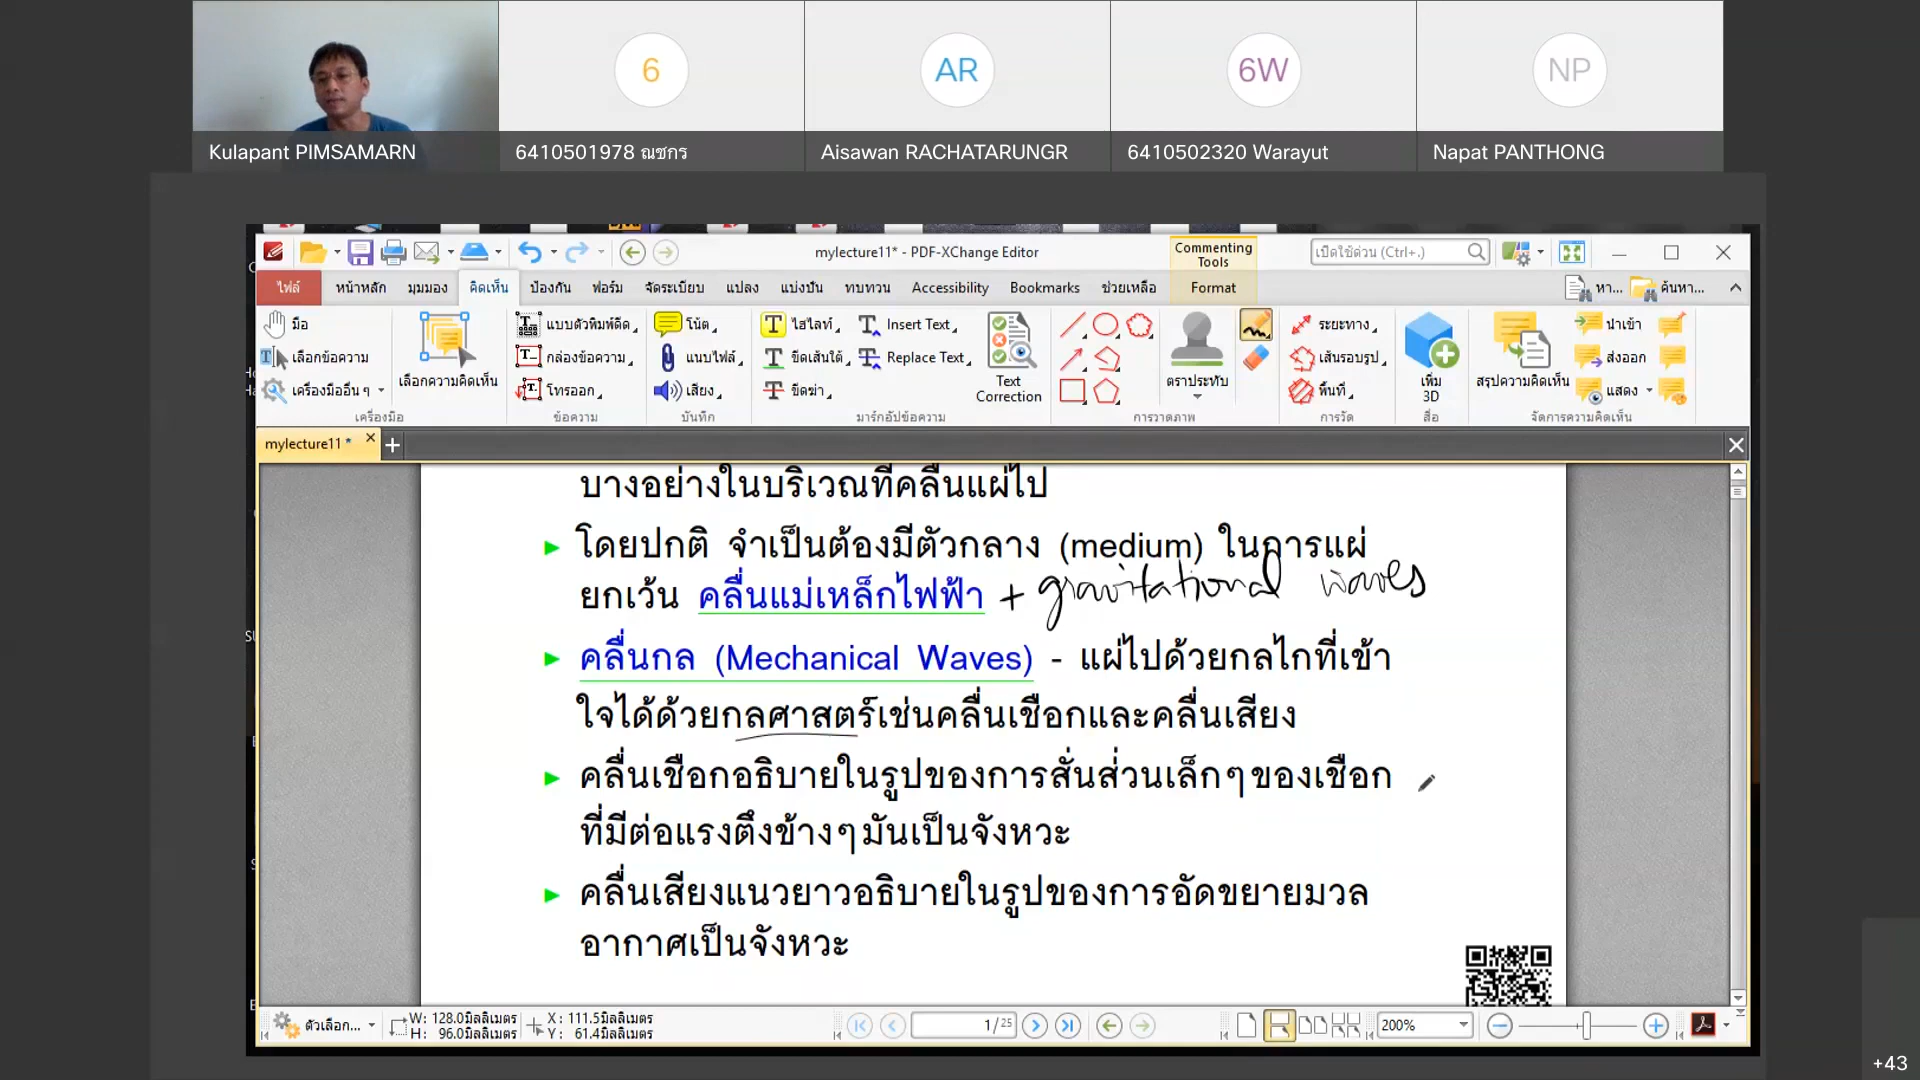 6
AR
6W
NP
Kulapant PIMSAMARN
6410501978 ณชกร
Aisawan RACHATARUNGR
6410502320 Warayut
Napat PANTHONG
mylecture11* - PDF-XChange Editor
Commenting Tools
เปิดใช้ด่วน (Ctrl+.)
ไฟล์ หน้าหลัก มุมมอง คิดเห็น ป้องกัน ฟอร์ม จัดระเบียบ แปลง แบ่งปัน ทบทวน Accessibility Bookmarks ช่วยเหลือ Format หา... ค้นหา...
มือ
เลือกข้อความ
เครื่องมืออื่น ๆ
เครื่องมือ
เลือกความคิดเห็น
แบบตัวพิมพ์ดีด
กล่องข้อความ
โทรออก
ข้อความ
โน้ต
แนบไฟล์
เสียง
บันทึก
ไฮไลท์
ขีดเส้นใต้
ขีดฆ่า
Insert Text
Replace Text
Text Correction
มาร์กอัปข้อความ
ตราประทับ
การวาดภาพ
ระยะทาง
เส้นรอบรูป
พื้นที่
การวัด
เพิ่ม 3D
สื่อ
สรุปความคิดเห็น
นำเข้า
ส่งออก
แสดง
จัดการความคิดเห็น
mylecture11 *
บางอย่างในบริเวณที่คลื่นแผ่ไป
โดยปกติ จำเป็นต้องมีตัวกลาง (medium) ในการแผ่
ยกเว้น คลื่นแม่เหล็กไฟฟ้า + gravitational waves
คลื่นกล (Mechanical Waves) - แผ่ไปด้วยกลไกที่เข้า
ใจได้ด้วยกลศาสตร์เช่นคลื่นเชือกและคลื่นเสียง
คลื่นเชือกอธิบายในรูปของการสั่นส่วนเล็กๆของเชือก
ที่มีต่อแรงตึงข้างๆมันเป็นจังหวะ
คลื่นเสียงแนวยาวอธิบายในรูปของการอัดขยายมวล
อากาศเป็นจังหวะ
ตัวเลือก...
W: 128.0มิลลิเมตร
H: 96.0มิลลิเมตร
X: 111.5มิลลิเมตร
Y: 61.4มิลลิเมตร
1/25
200%
+43